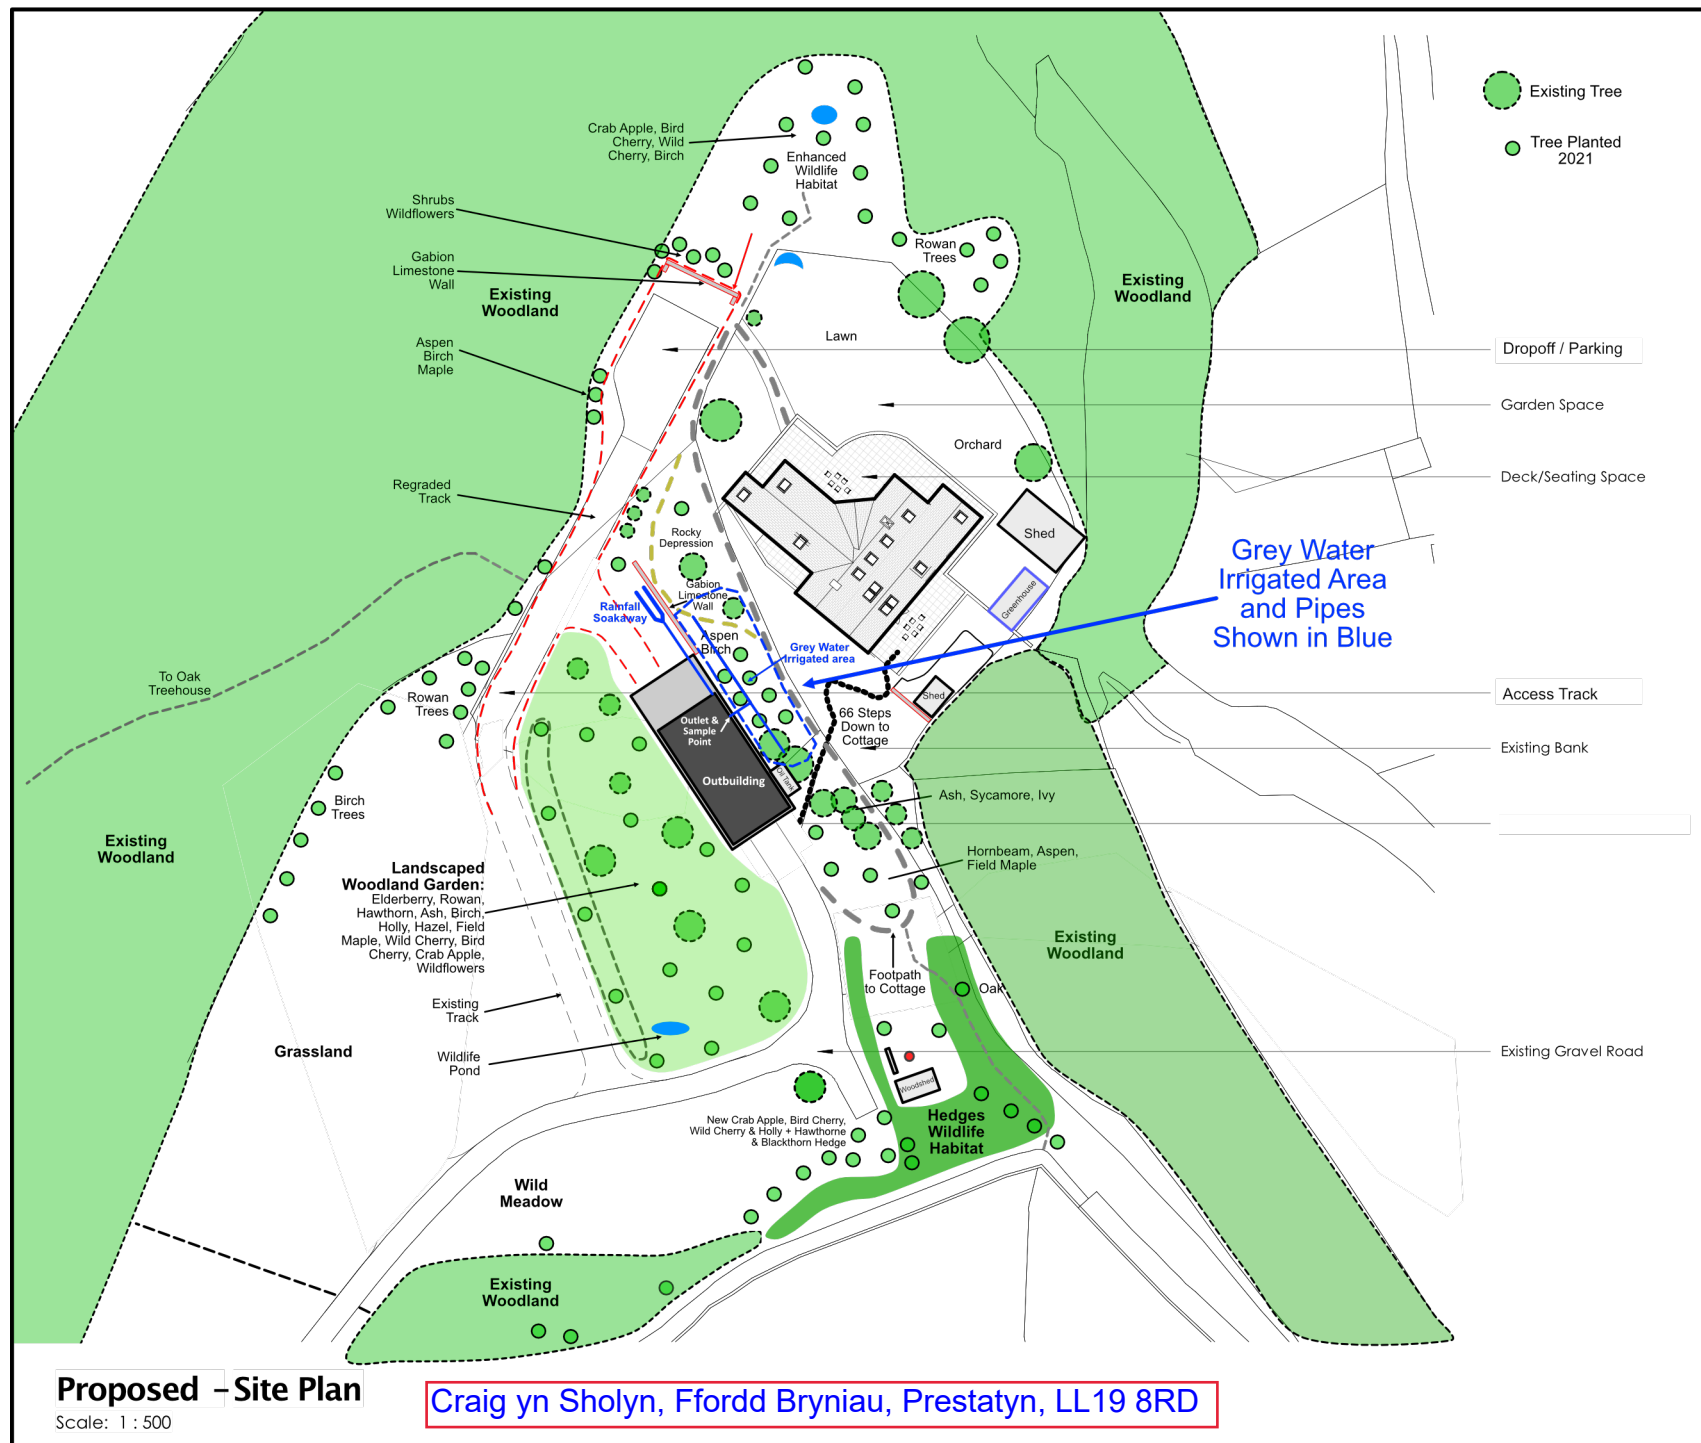 Existing Tree
Tree Planted
2021
Crab Apple, Bird
Cherry, Wild
Cherry, Birch
Enhanced
Wildlife
Habitat
Shrubs
Wildflowers
Rowan
Trees
Gabion
Limestone
Wall
Existing
Woodland
Existing
Woodland
Lawn
Aspen
Birch
Maple
Dropoff / Parking
Garden Space
Orchard
Deck/Seating Space
Regraded
Track
Rocky
Depression
Shed
Grey Water
Irrigated Area
and Pipes
Shown in Blue
Gabion
Limestone
Wall
Greenhouse
Rainfall
Soakaway
Aspen
Birch
Grey Water
Irrigated area
To Oak
Treehouse
Rowan
Trees
Shed
Access Track
66 Steps
Down to
Cottage
Outlet &
Sample
Point
Existing Bank
Oil Tank
Outbuilding
Ash, Sycamore, Ivy
Birch
Trees
Existing
Woodland
Hornbeam, Aspen,
Field Maple
Landscaped
Woodland Garden:
Elderberry, Rowan,
Hawthorn, Ash, Birch,
Holly, Hazel, Field
Maple, Wild Cherry, Bird
Cherry, Crab Apple,
Wildflowers
Existing
Woodland
Footpath
to Cottage
Oak
Existing
Track
Grassland
Wildlife
Pond
Existing Gravel Road
Woodshed
New Crab Apple, Bird Cherry,
Wild Cherry & Holly + Hawthorne
& Blackthorn Hedge
Hedges
Wildlife
Habitat
Wild
Meadow
Existing
Woodland
Proposed - Site Plan
Scale: 1 : 500
Craig yn Sholyn, Ffordd Bryniau, Prestatyn, LL19 8RD